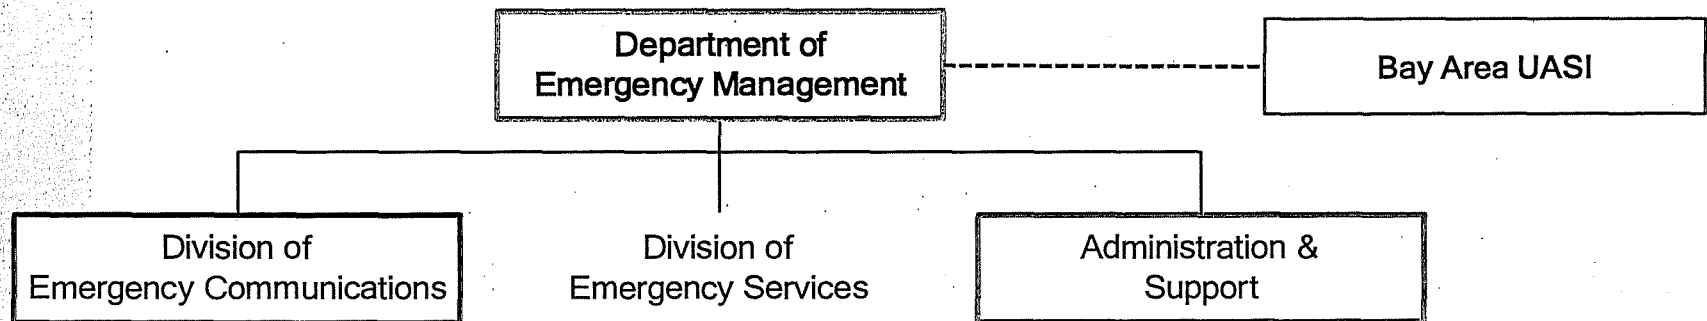 Department of
Emergency Management
Bay Area UASI
Division of
Emergency Communications
Division of
Emergency Services
Administration &
Support